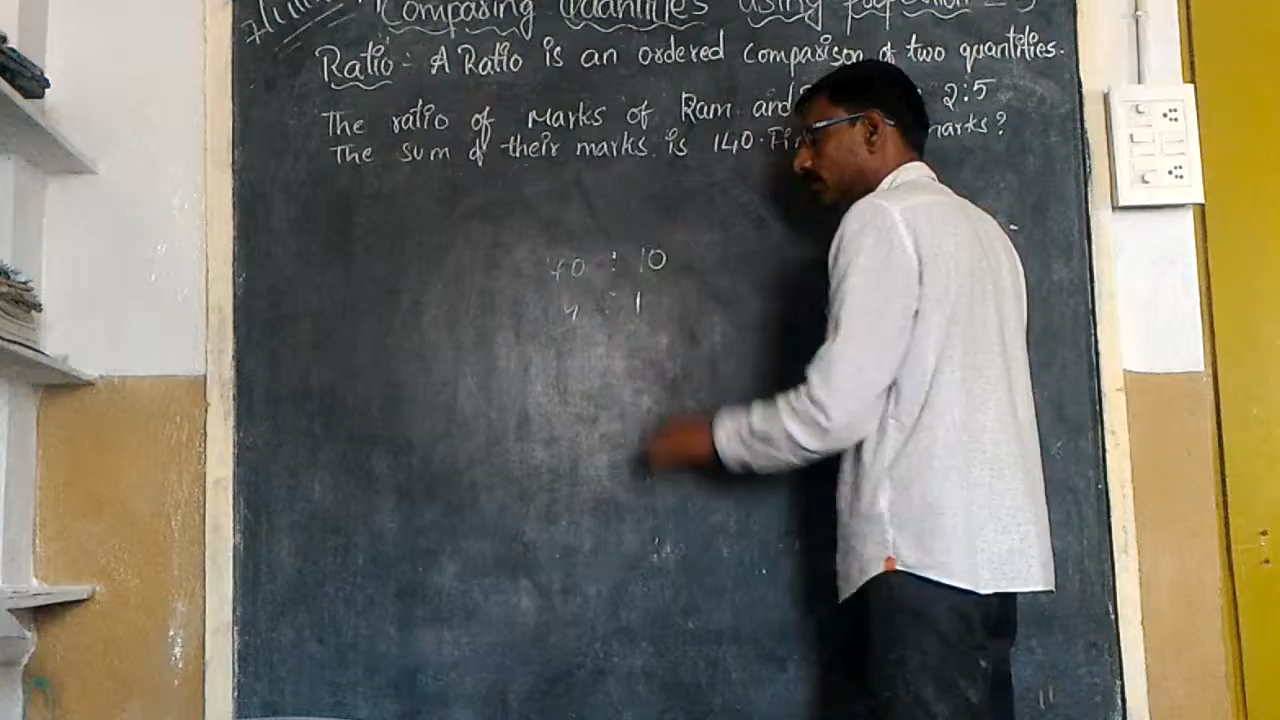 Comparing Quantities using
Ratio:- A Ratio is an ordered comparison of two quantities.
The ratio of Marks of Ram and 2:5
The sum of their marks is 140. marks?
40 : 10
4 : 1